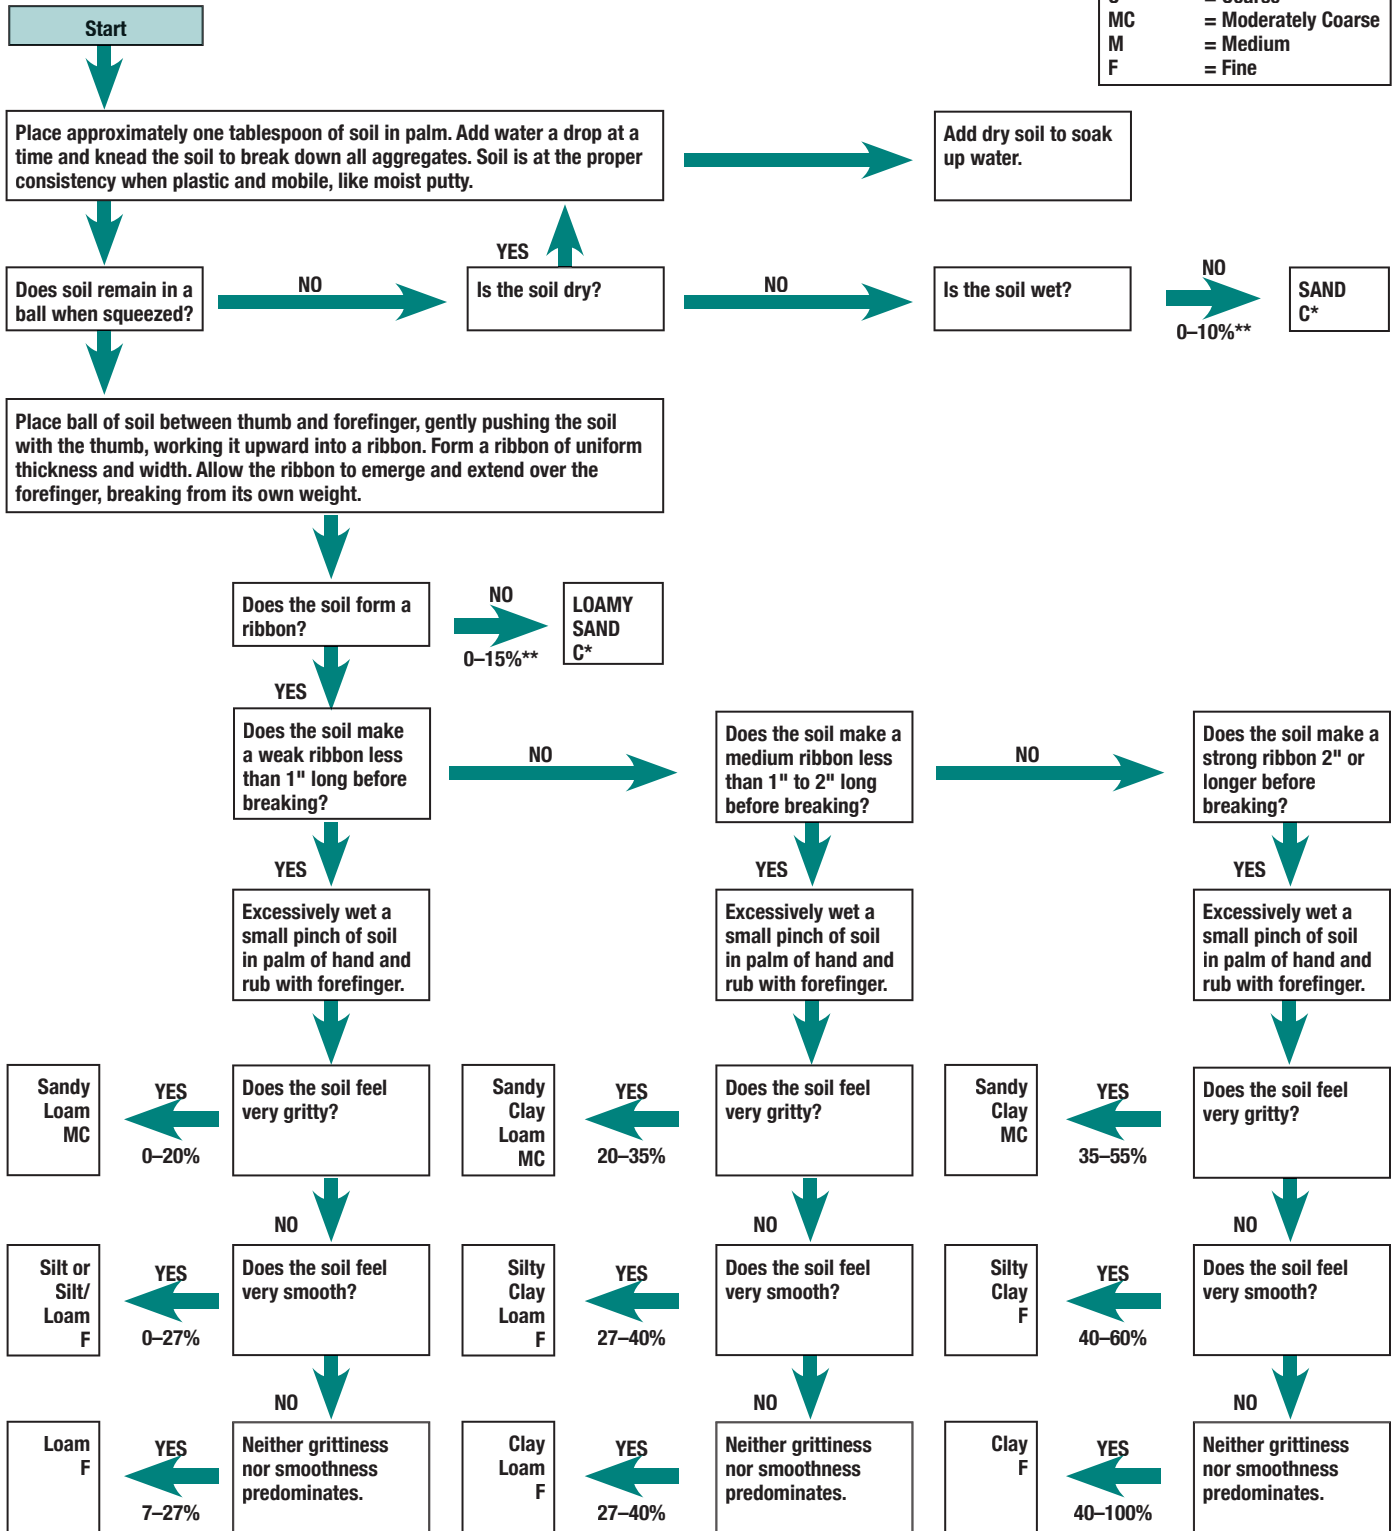 Start
MC = Moderately Coarse
M = Medium
F = Fine
Place approximately one tablespoon of soil in palm. Add water a drop at a
time and knead the soil to break down all aggregates. Soil is at the proper
consistency when plastic and mobile, like moist putty.
Add dry soil to soak
up water.
YES
Does soil remain in a
ball when squeezed?
NO
Is the soil dry?
NO
Is the soil wet?
NO
0–10%**
SAND
C*
Place ball of soil between thumb and forefinger, gently pushing the soil
with the thumb, working it upward into a ribbon. Form a ribbon of uniform
thickness and width. Allow the ribbon to emerge and extend over the
forefinger, breaking from its own weight.
Does the soil form a
ribbon?
NO
0–15%**
LOAMY
SAND
C*
YES
Does the soil make
a weak ribbon less
than 1" long before
breaking?
NO
Does the soil make a
medium ribbon less
than 1" to 2" long
before breaking?
NO
Does the soil make a
strong ribbon 2" or
longer before
breaking?
YES
YES
YES
Excessively wet a
small pinch of soil
in palm of hand and
rub with forefinger.
Excessively wet a
small pinch of soil
in palm of hand and
rub with forefinger.
Excessively wet a
small pinch of soil
in palm of hand and
rub with forefinger.
Sandy
Loam
MC
YES
0–20%
Does the soil feel
very gritty?
Sandy
Clay
Loam
MC
YES
20–35%
Does the soil feel
very gritty?
Sandy
Clay
MC
YES
35–55%
Does the soil feel
very gritty?
NO
NO
NO
Silt or
Silt/
Loam
F
YES
0–27%
Does the soil feel
very smooth?
Silty
Clay
Loam
F
YES
27–40%
Does the soil feel
very smooth?
Silty
Clay
F
YES
40–60%
Does the soil feel
very smooth?
NO
NO
NO
Loam
F
YES
7–27%
Neither grittiness
nor smoothness
predominates.
Clay
Loam
F
YES
27–40%
Neither grittiness
nor smoothness
predominates.
Clay
F
YES
40–100%
Neither grittiness
nor smoothness
predominates.